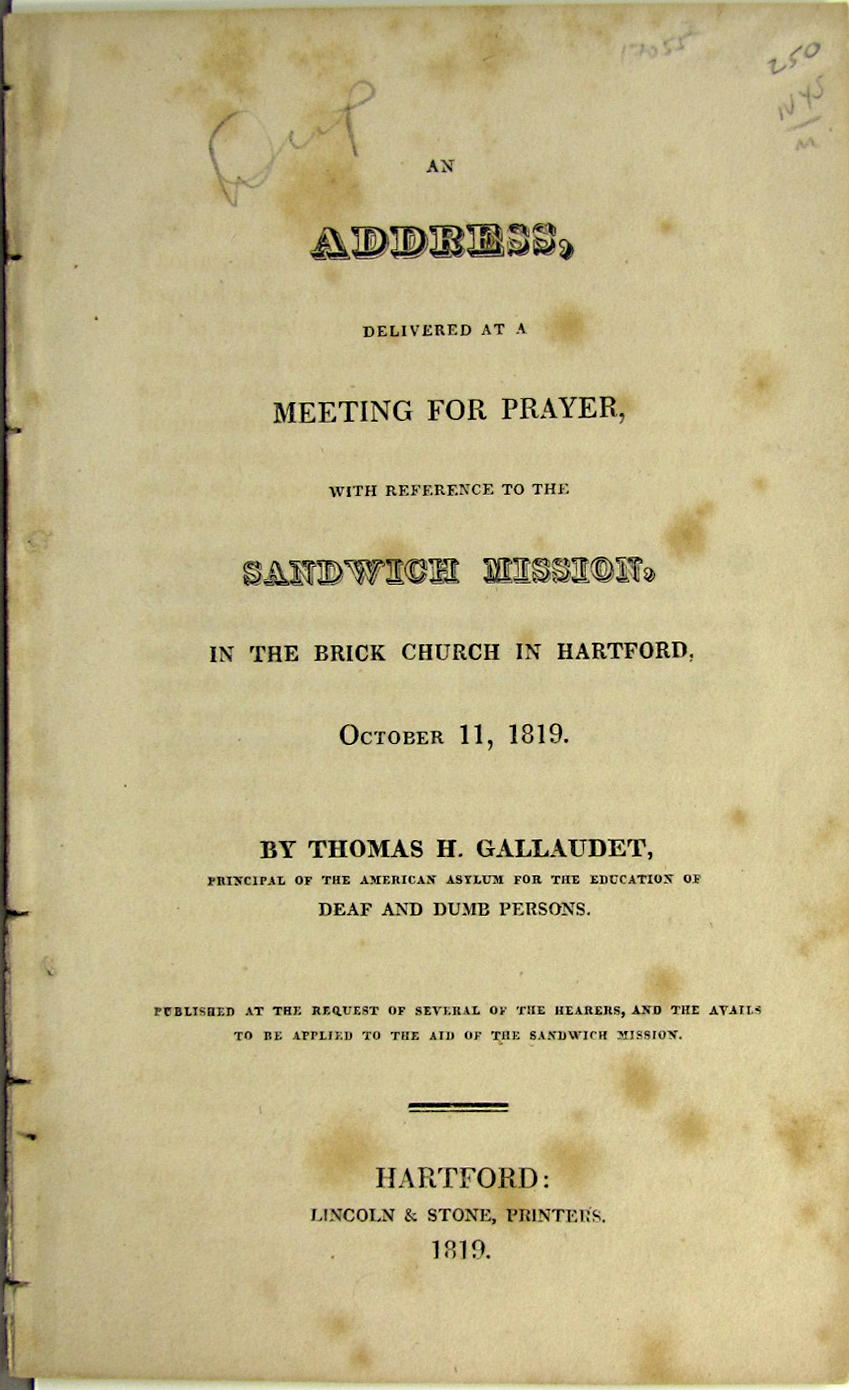 250
AN
ADDRESS,
DELIVERED AT A
MEETING FOR PRAYER,
WITH REFERENCE TO THE
SANDWICH MISSION,
IN THE BRICK CHURCH IN HARTFORD,
OCTOBER 11, 1819.
BY THOMAS H. GALLAUDET,
PRINCIPAL OF THE AMERICAN ASYLUM FOR THE EDUCATION OF
DEAF AND DUMB PERSONS.
PUBLISHED AT THE REQUEST OF SEVERAL OF THE HEARERS, AND THE AVAILS
TO BE APPLIED TO THE AID OF THE SANDWICH MISSION.
HARTFORD:
LINCOLN & STONE, PRINTERS.
1819.